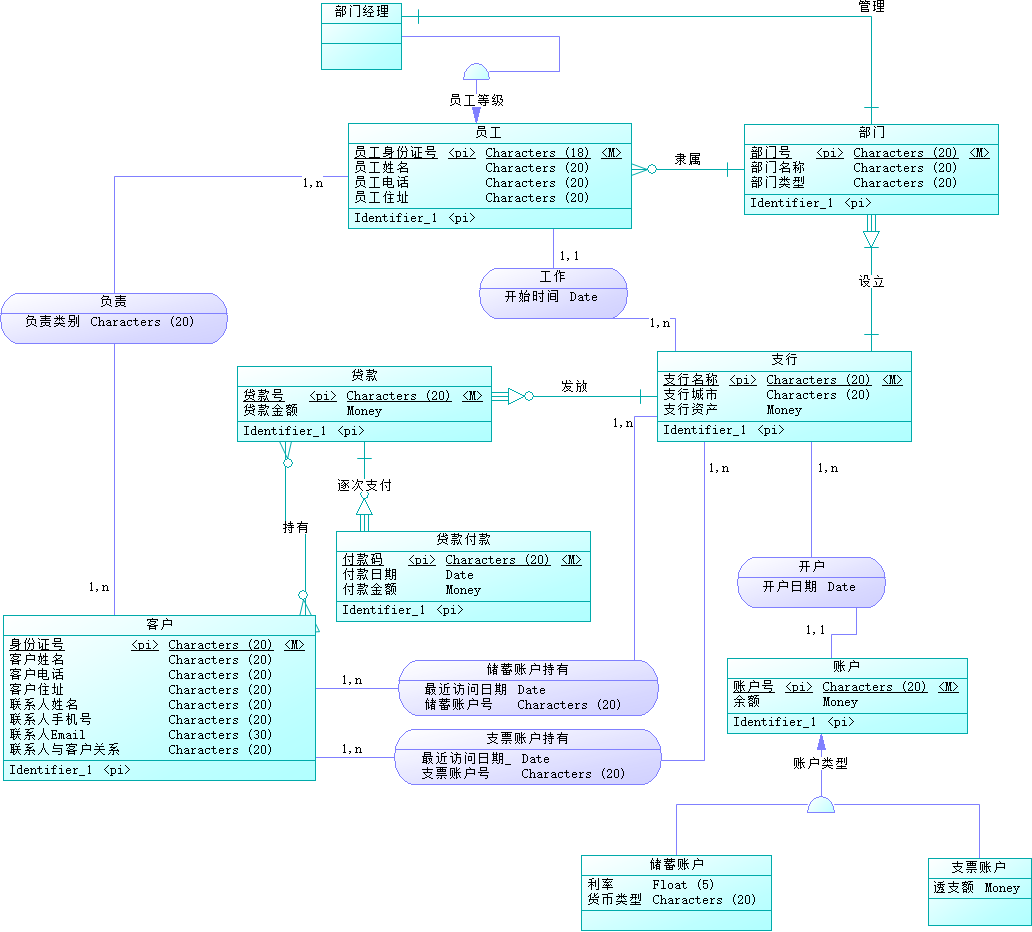 部门经理
管理
员工等级
员工
员工身份证号 <pi> Characters (18) <M>
员工姓名 Characters (20)
员工电话 Characters (20)
员工住址 Characters (20)
Identifier_1 <pi>
隶属
部门
部门号 <pi> Characters (20) <M>
部门名称 Characters (20)
部门类型 Characters (20)
Identifier_1 <pi>
1,n
1,1
工作
开始时间 Date
1,n
设立
负责
负责类别 Characters (20)
支行
支行名称 <pi> Characters (20) <M>
支行城市 Characters (20)
支行资产 Money
Identifier_1 <pi>
贷款
贷款号 <pi> Characters (20) <M>
贷款金额 Money
Identifier_1 <pi>
发放
1,n
1,n
1,n
逐次支付
持有
贷款付款
付款码 <pi> Characters (20) <M>
付款日期 Date
付款金额 Money
Identifier_1 <pi>
开户
开户日期 Date
1,n
1,1
客户
身份证号 <pi> Characters (20) <M>
客户姓名 Characters (20)
客户电话 Characters (20)
客户住址 Characters (20)
联系人姓名 Characters (20)
联系人手机号 Characters (20)
联系人Email Characters (30)
联系人与客户关系 Characters (20)
Identifier_1 <pi>
1,n
储蓄账户持有
最近访问日期 Date
储蓄账户号 Characters (20)
1,n
支票账户持有
最近访问日期_ Date
支票账户号 Characters (20)
账户
账户号 <pi> Characters (20) <M>
余额 Money
Identifier_1 <pi>
账户类型
储蓄账户
利率 Float (5)
货币类型 Characters (20)
支票账户
透支额 Money